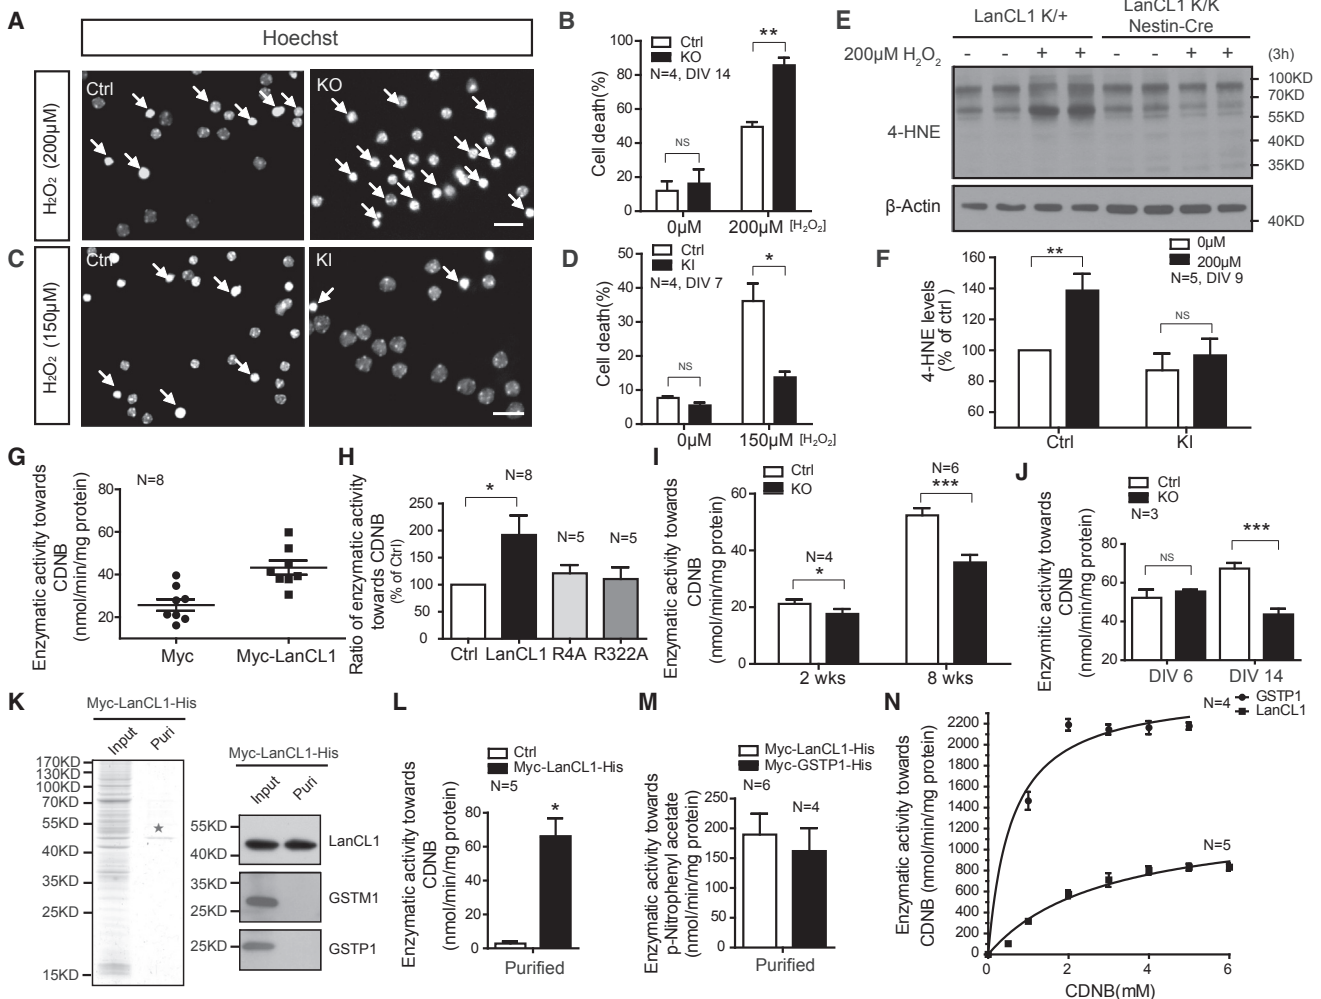 A
Hoechst
H₂O₂ (200μM)
Ctrl
KO
B
Cell death(%)
100
80
60
40
20
0
Ctrl
KO
N=4, DIV 14
NS
**
0μM
200μM [H₂O₂]
C
H₂O₂ (150μM)
Ctrl
KI
D
Cell death(%)
50
40
30
20
10
0
Ctrl
KI
N=4, DIV 7
NS
*
0μM
150μM [H₂O₂]
E
LanCL1 K/+
LanCL1 K/K
Nestin-Cre
200μM H₂O₂
- - + + - - + +
(3h)
4-HNE
100KD
70KD
55KD
40KD
35KD
β-Actin
40KD
F
4-HNE levels
(% of ctrl )
160
140
120
100
80
60
0μM
200μM
N=5, DIV 9
**
NS
Ctrl
KI
G
Enzymatic activity towards
CDNB
(nmol/min/mg protein)
80
60
40
20
N=8
Myc
Myc-LanCL1
H
Ratio of enzymatic activity
towards CDNB
(% of Ctrl)
250
200
150
100
50
0
N=8
*
N=5
N=5
Ctrl LanCL1 R4A R322A
I
Enzymatic activity towards
CDNB
(nmol/min/mg protein)
60
40
20
0
Ctrl
KO
N=4
*
N=6
***
2 wks
8 wks
J
Enzymitic activity towards
CDNB
(nmol/min/mg protein)
80
60
40
20
Ctrl
KO
N=3
NS
***
DIV 6
DIV 14
K
Myc-LanCL1-His
Input
Puri
170KD
130KD
100KD
70KD
55KD
40KD
35KD
25KD
15KD
Myc-LanCL1-His
Input
Puri
55KD
40KD
LanCL1
35KD
25KD
GSTM1
25KD
GSTP1
L
Enzymatic activity towards
CDNB
(nmol/min/mg protein)
80
60
40
20
0
Ctrl
Myc-LanCL1-His
N=5
*
Purified
M
Enzymatic activity towards
p-Nitrophenyl acetate
(nmol/min/mg protein)
250
200
150
100
50
0
Myc-LanCL1-His
Myc-GSTP1-His
N=6
N=4
Purified
N
Enzymatic activity towards
CDNB (nmol/min/mg protein)
2200
2000
1800
1600
1400
1200
1000
800
600
400
200
0
N=4
GSTP1
LanCL1
N=5
0
2
4
6
CDNB(mM)